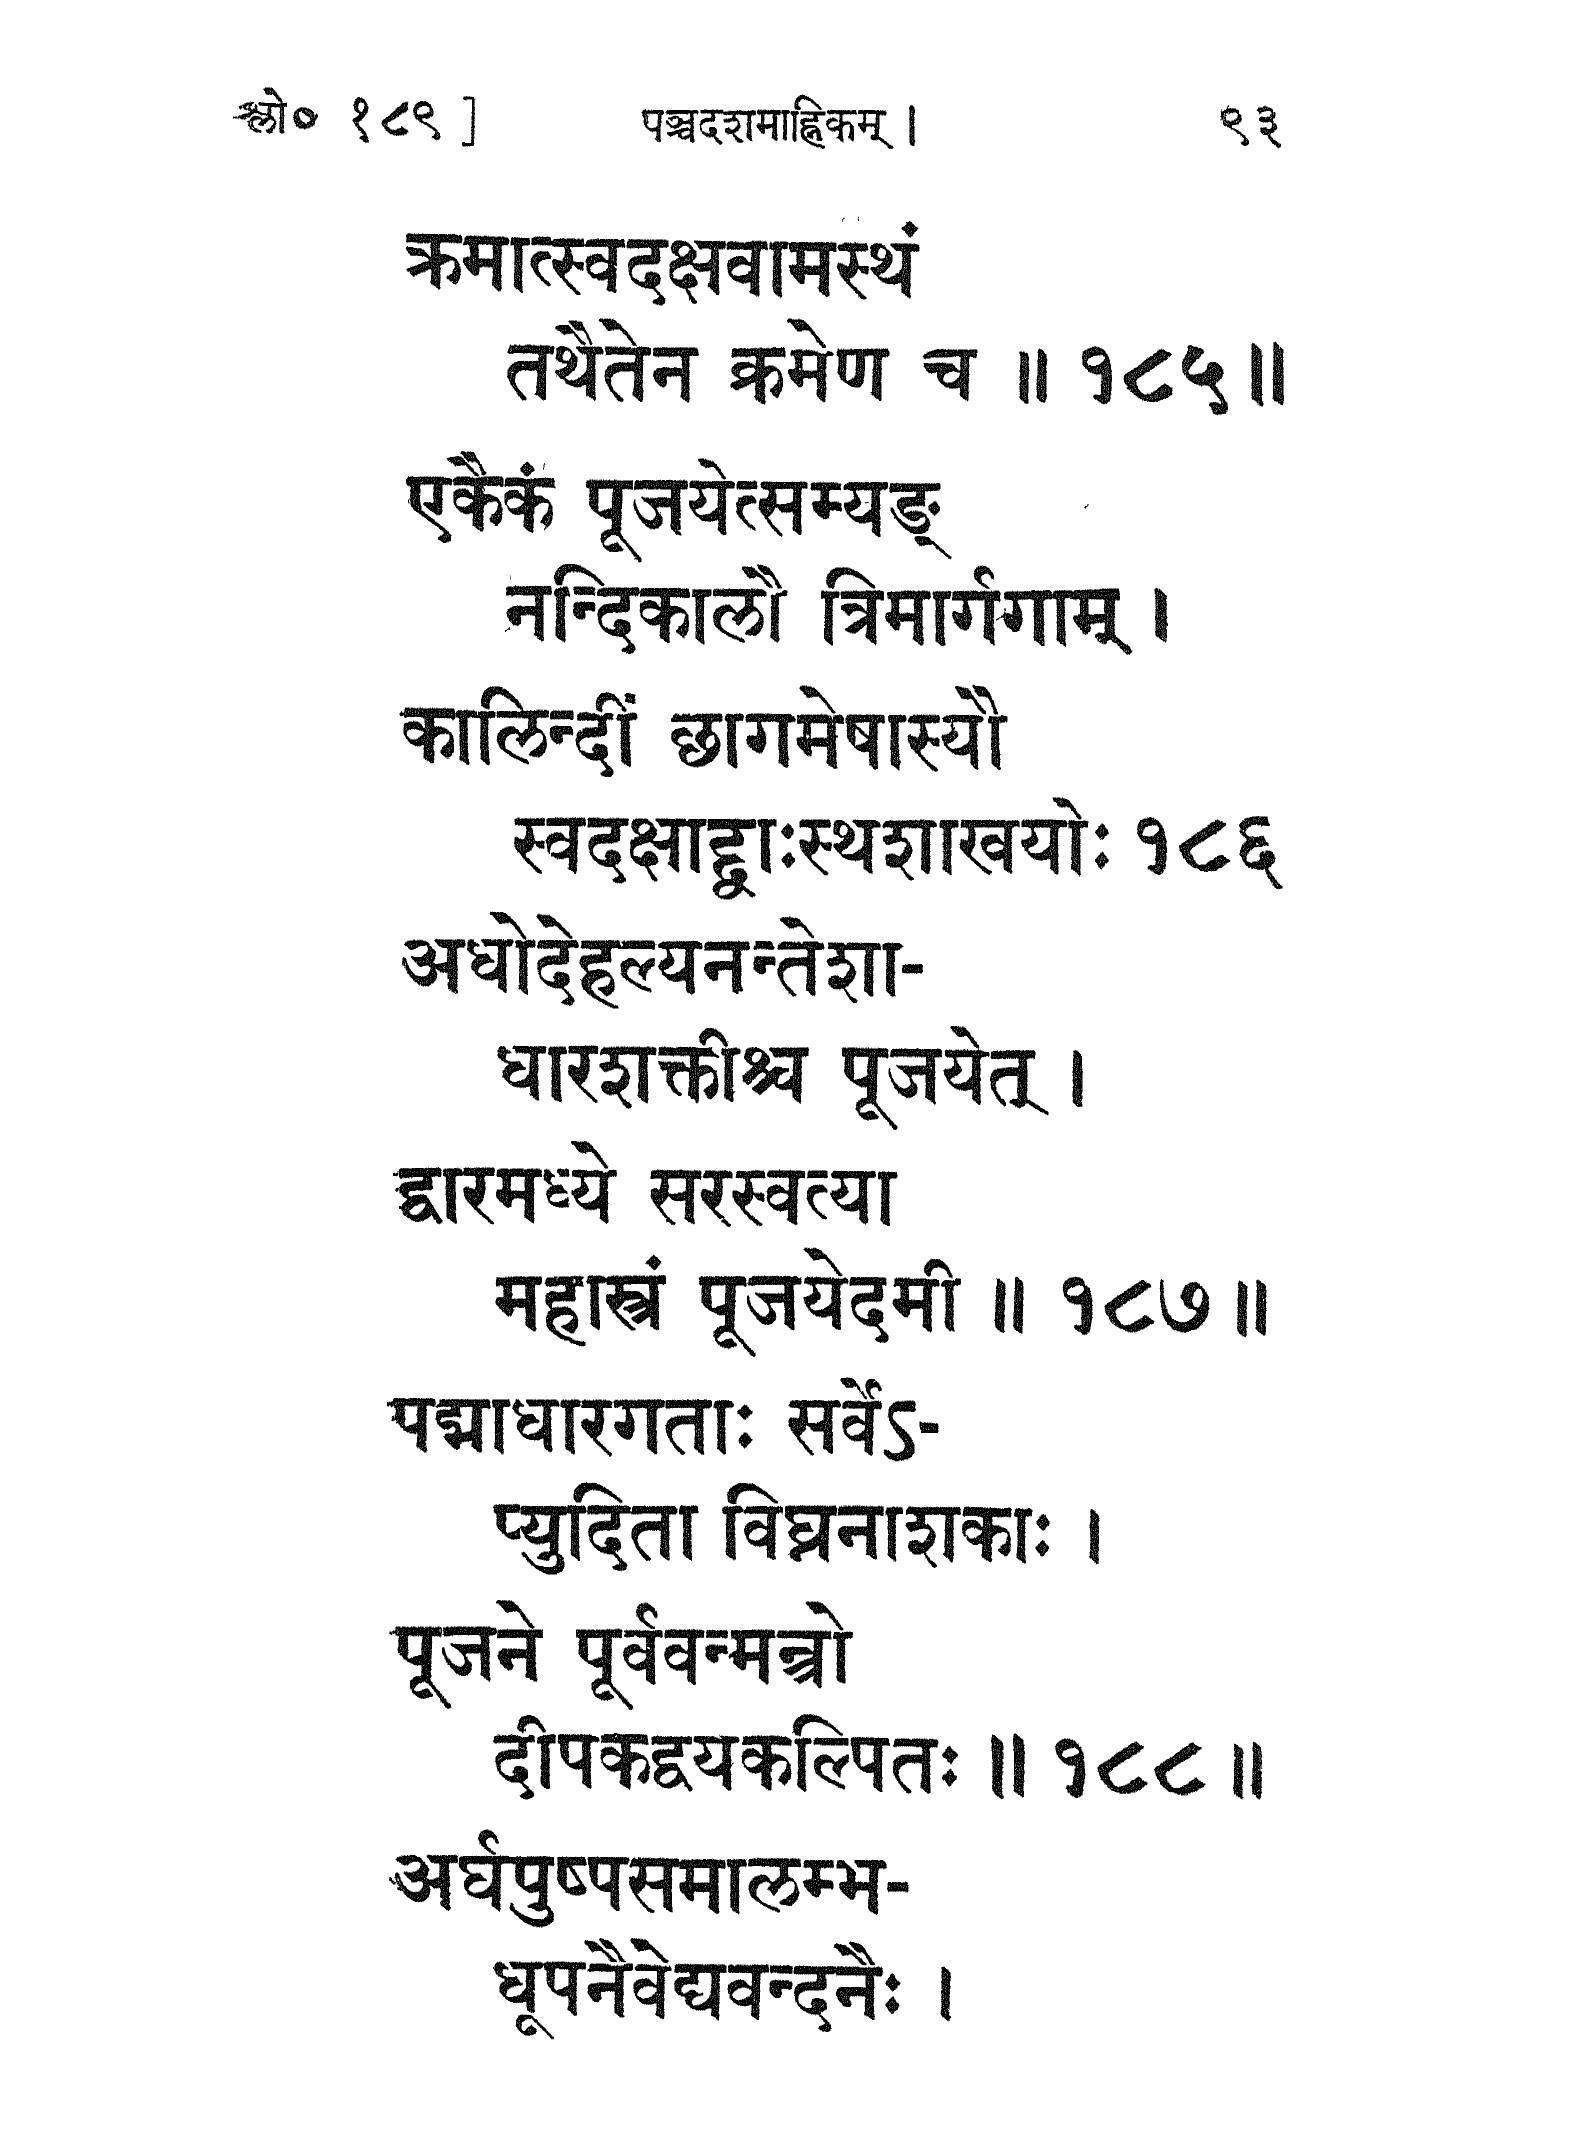 श्लो० १८९ ] पञ्चदशमाह्निकम् । ९३
क्रमात्स्वदक्षवामस्थं
तथैतेन क्रमेण च ॥ १८५॥
एकैकं पूजयेत्सम्यङ्
नन्दिकालौ त्रिमार्गगाम् ।
कालिन्दीं छागमेषास्यौ
स्वदक्षाद्द्वाःस्थशाखयोः १८६
अधोदेहल्यनन्तेशा-
धारशक्तीश्च पूजयेत् ।
द्वारमध्ये सरस्वत्या
महास्त्रं पूजयेदमी ॥ १८७॥
पद्माधारगताः सर्वेऽ-
प्युदिता विघ्ननाशकाः ।
पूजने पूर्ववन्मन्त्रो
दीपकद्वयकल्पितः ॥ १८८॥
अर्घपुष्पसमालम्भ-
धूपनैवेद्यवन्दनैः ।